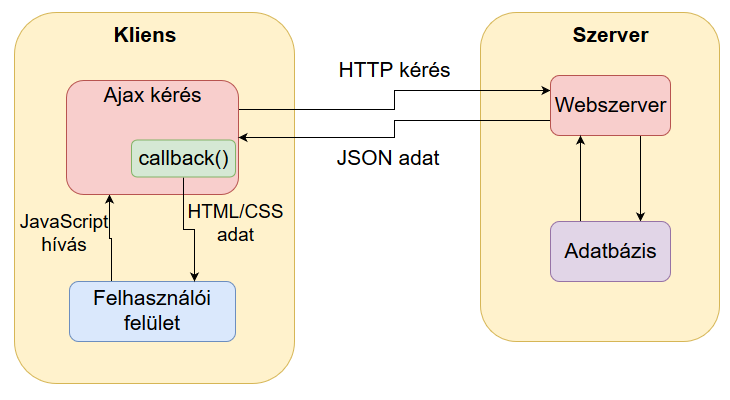 Kliens
Szerver
Ajax kérés
HTTP kérés
Webszerver
callback()
JSON adat
JavaScript
hívás
HTML/CSS
adat
Adatbázis
Felhasználói
felület